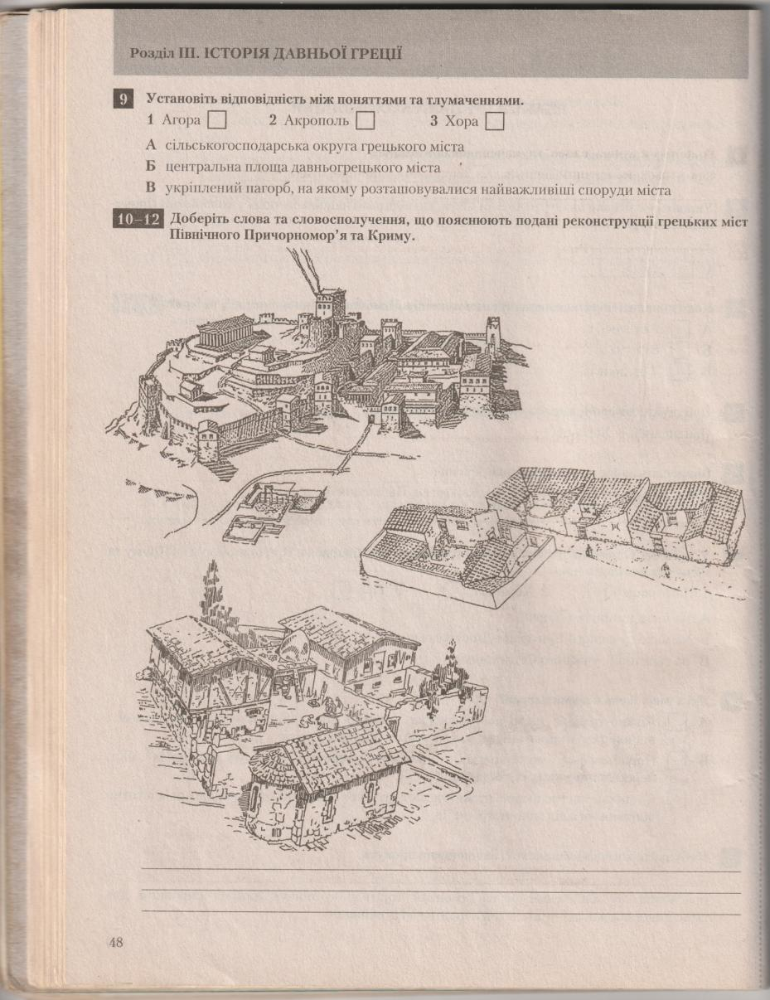 Розділ III. ІСТОРІЯ ДАВНЬОЇ ГРЕЦІЇ
9 Установіть відповідність між поняттями та тлумаченнями.
1 Агора 2 Акрополь 3 Хора
А сільськогосподарська округа грецького міста
Б центральна площа давньогрецького міста
В укріплений пагорб, на якому розташовувалися найважливіші споруди міста
10–12 Доберіть слова та словосполучення, що пояснюють подані реконструкції грецьких міст
Північного Причорномор’я та Криму.
48